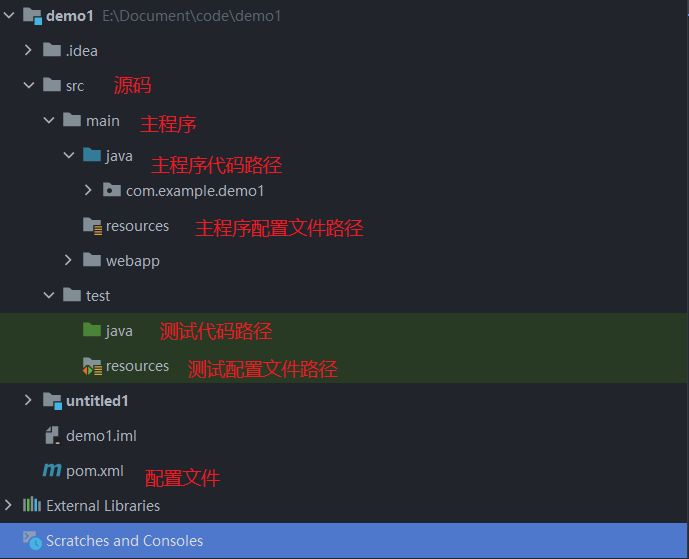 demo1 E:\Document\code\demo1
.idea
src 源码
main 主程序
java 主程序代码路径
com.example.demo1
resources 主程序配置文件路径
webapp
test
java 测试代码路径
resources 测试配置文件路径
untitled1
demo1.iml
m pom.xml 配置文件
External Libraries
Scratches and Consoles